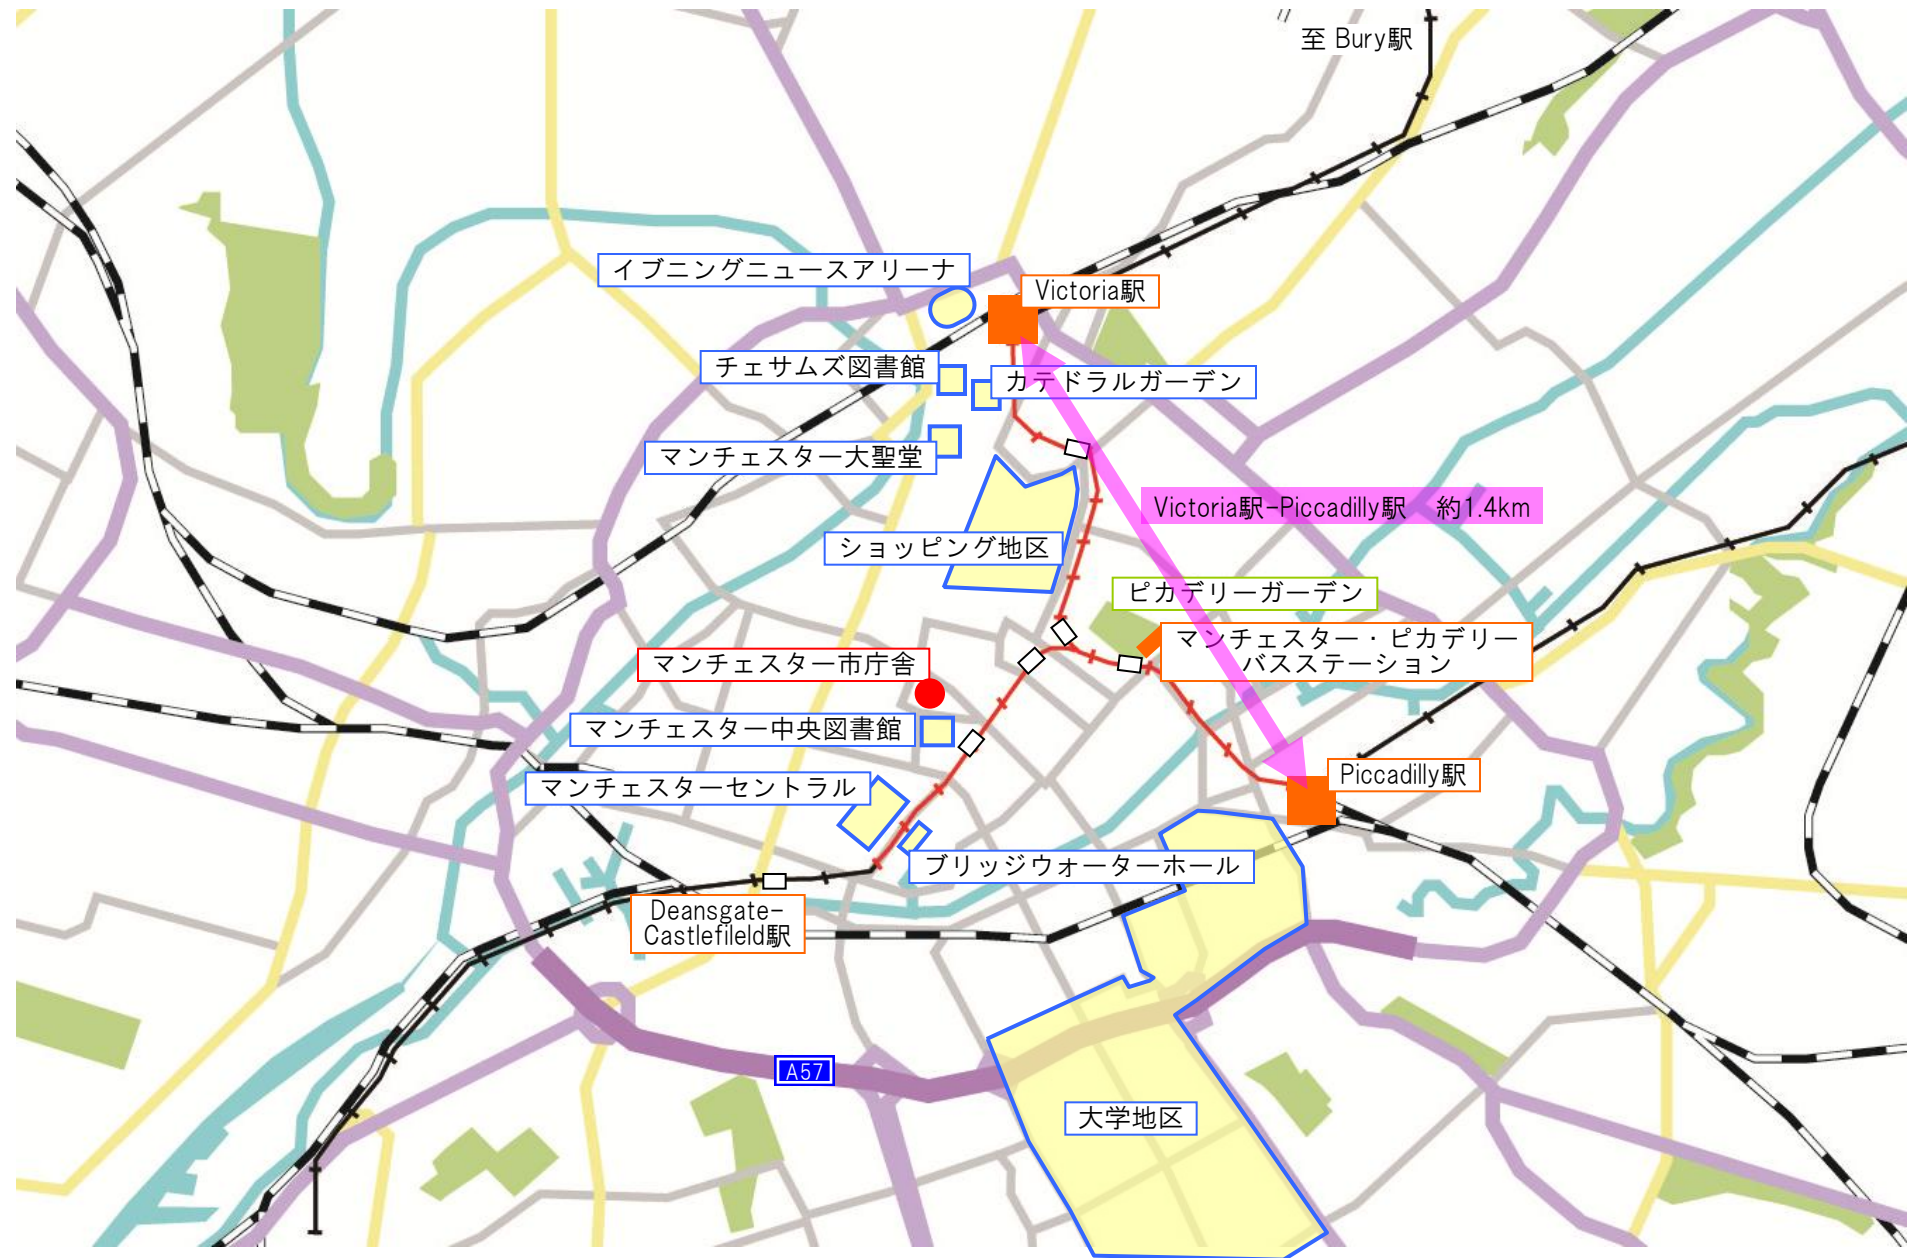 至 Bury駅
イブニングニュースアリーナ
Victoria駅
チェサムズ図書館
カテドラルガーデン
マンチェスター大聖堂
Victoria駅-Piccadilly駅　約1.4km
ショッピング地区
ピカデリーガーデン
マンチェスター・ピカデリー
バスステーション
マンチェスター市庁舎
マンチェスター中央図書館
Piccadilly駅
マンチェスターセントラル
ブリッジウォーターホール
Deansgate-
Castlefileld駅
A57
大学地区